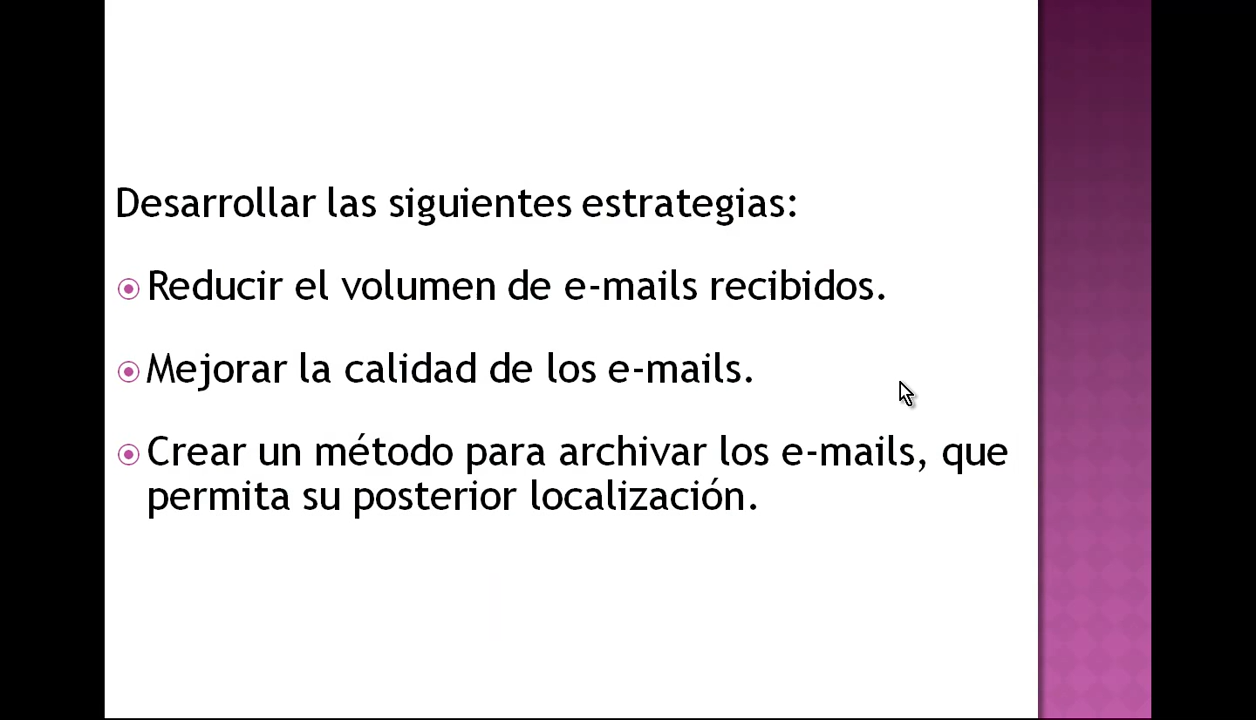 Desarrollar las siguientes estrategias:
Reducir el volumen de e-mails recibidos.
Mejorar la calidad de los e-mails.
Crear un método para archivar los e-mails, que
permita su posterior localización.